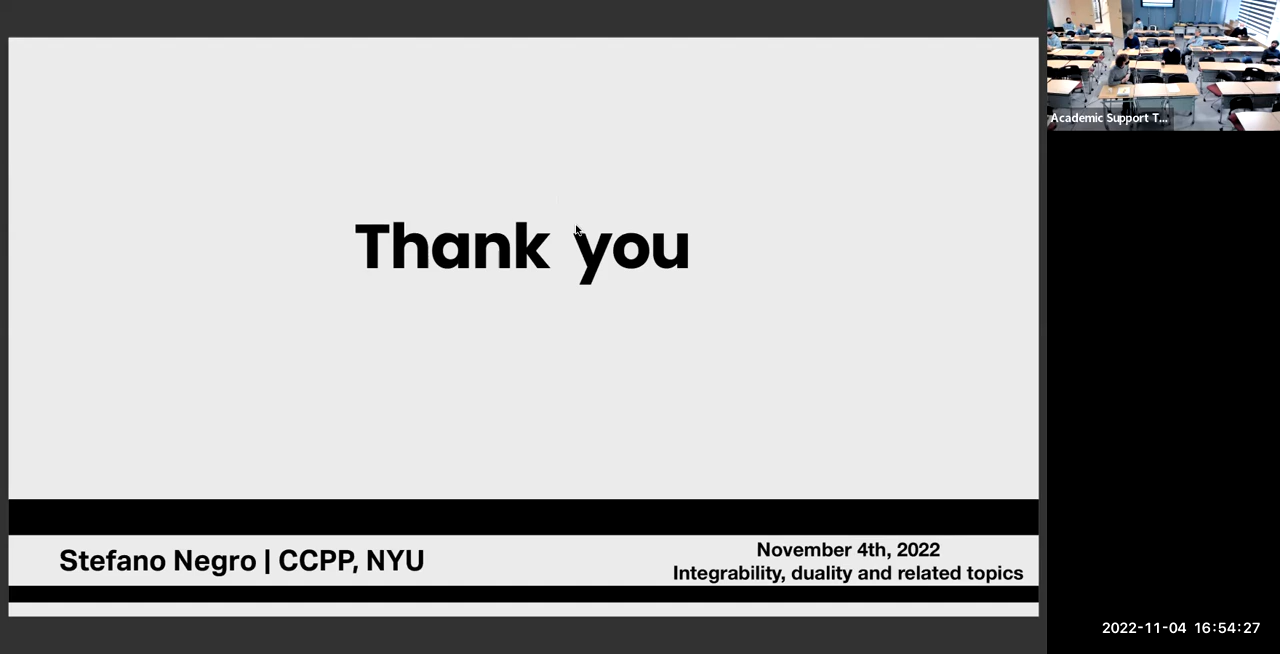 Thank you
Stefano Negro | CCPP, NYU
November 4th, 2022
Integrability, duality and related topics
Academic Support T...
2022-11-04 16:54:27